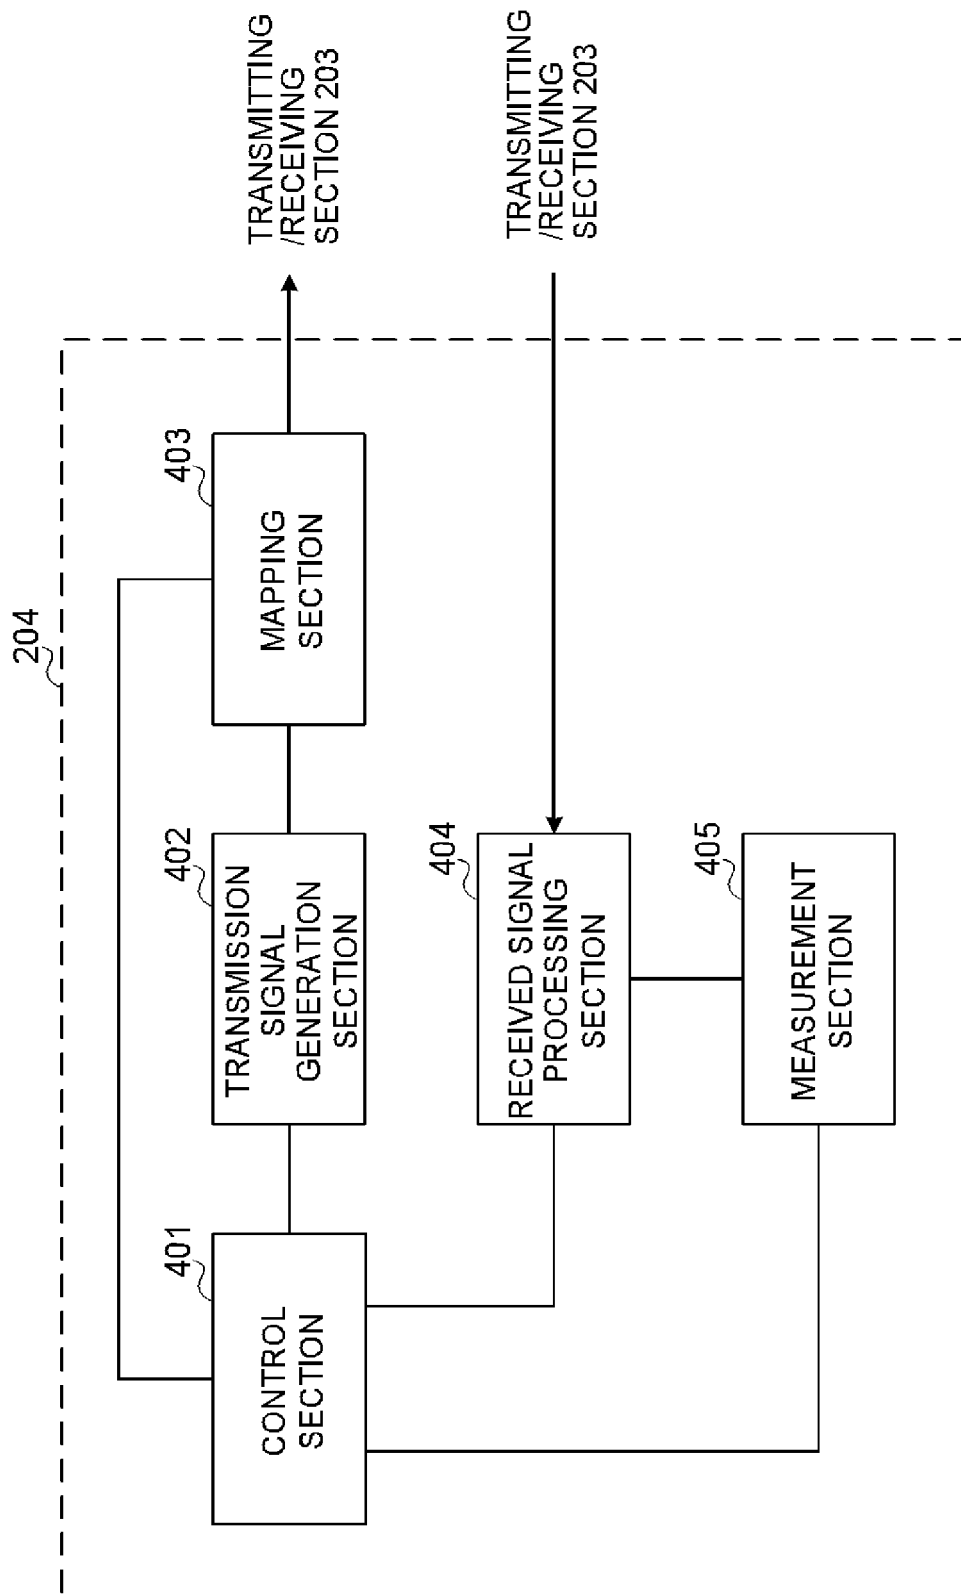 204
401
CONTROL
SECTION
402
TRANSMISSION
SIGNAL
GENERATION
SECTION
403
MAPPING
SECTION
TRANSMITTING
/RECEIVING
SECTION 203
404
RECEIVED SIGNAL
PROCESSING
SECTION
TRANSMITTING
/RECEIVING
SECTION 203
405
MEASUREMENT
SECTION